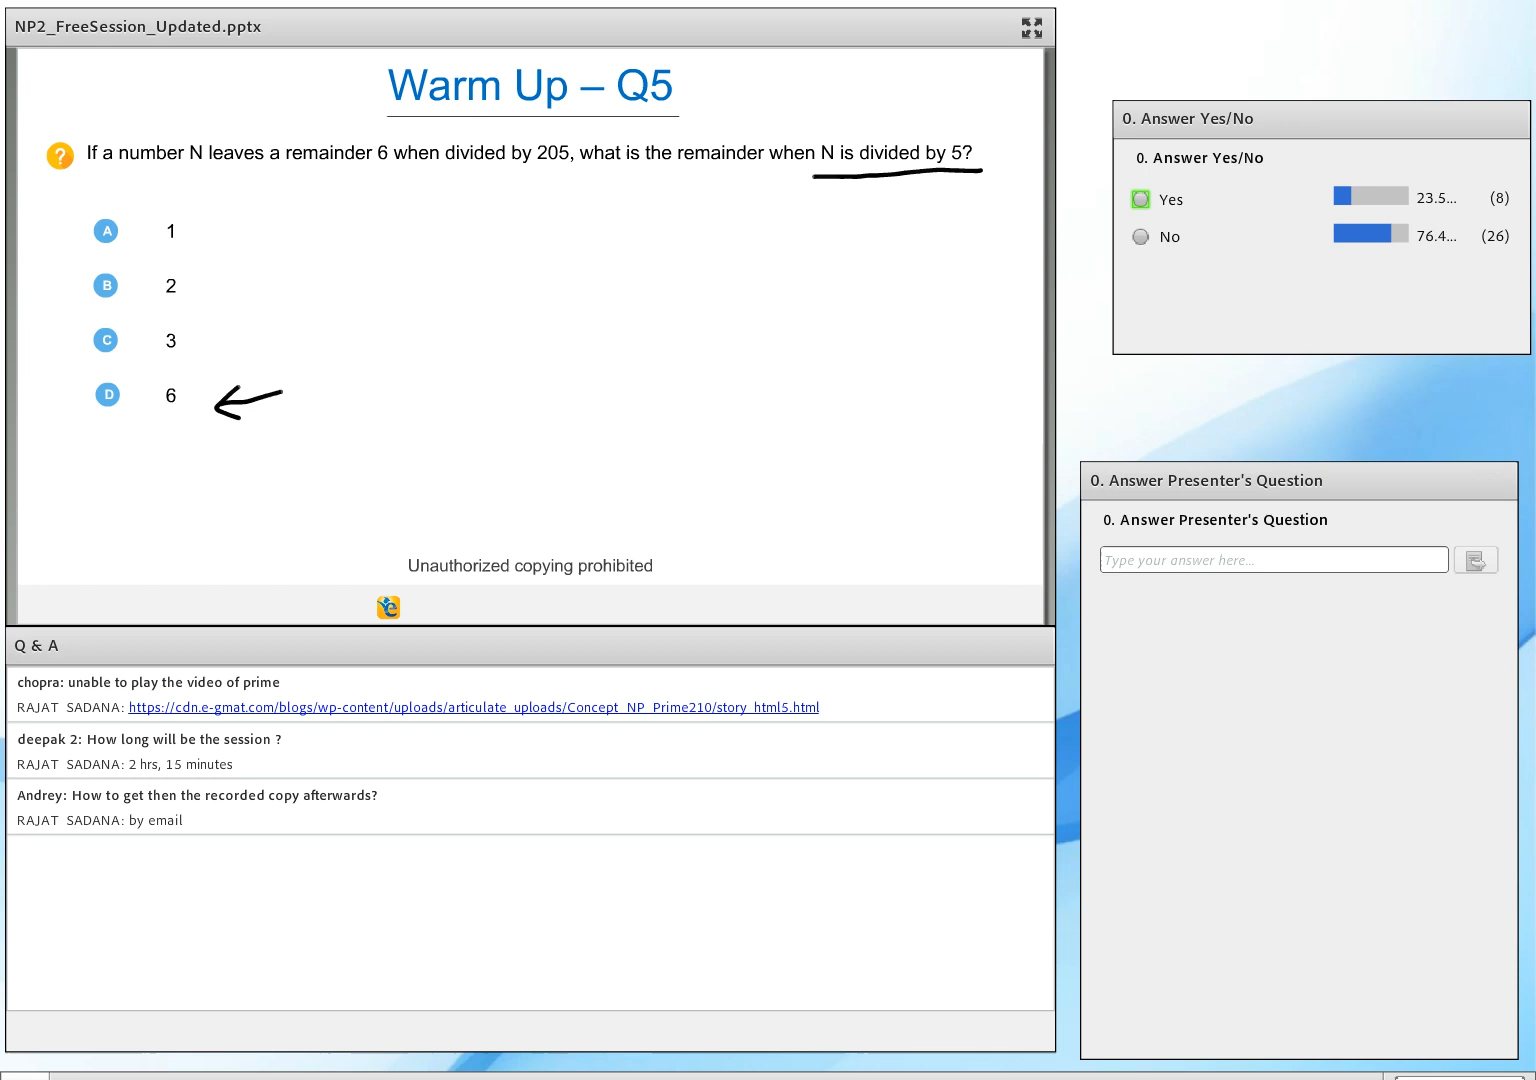 NP2_FreeSession_Updated.pptx
Warm Up – Q5
? If a number N leaves a remainder 6 when divided by 205, what is the remainder when N is divided by 5?
A 1
B 2
C 3
D 6
Unauthorized copying prohibited
e
Q & A
chopra: unable to play the video of prime
RAJAT SADANA: https://cdn.e-gmat.com/blogs/wp-content/uploads/articulate_uploads/Concept_NP_Prime210/story_html5.html
deepak 2: How long will be the session ?
RAJAT SADANA: 2 hrs, 15 minutes
Andrey: How to get then the recorded copy afterwards?
RAJAT SADANA: by email
0. Answer Yes/No
0. Answer Yes/No
Yes 23.5... (8)
No 76.4... (26)
0. Answer Presenter's Question
0. Answer Presenter's Question
Type your answer here...